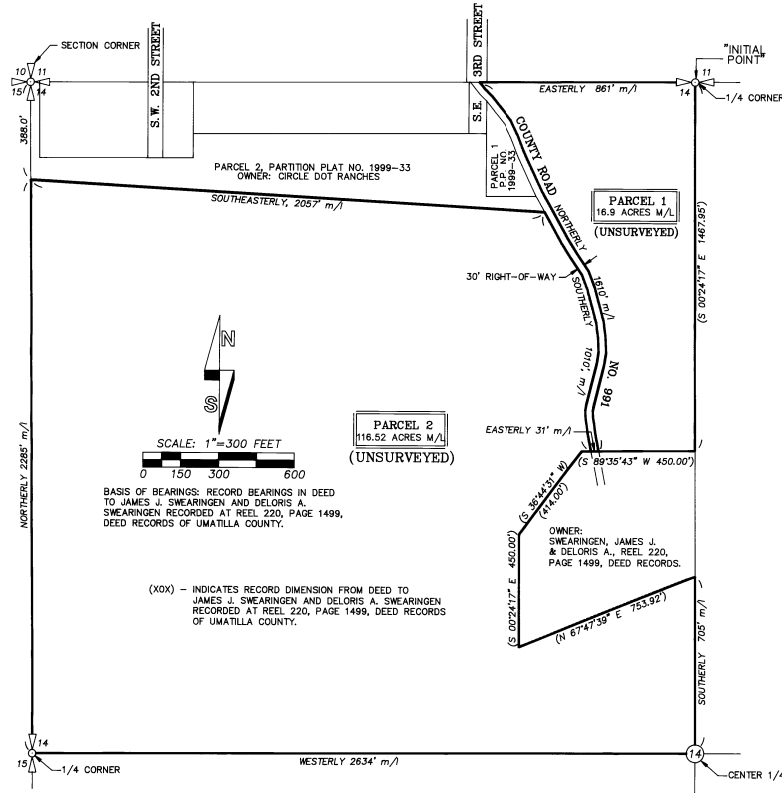 SECTION CORNER
10 11
15 14
388.0'
S.W. 2ND STREET
S.E. 3RD STREET
"INITIAL
POINT"
EASTERLY 861' m/l
11
14
1/4 CORNER
COUNTY ROAD
NO. 991
PARCEL 1
P.P. NO.
1999-33
PARCEL 2, PARTITION PLAT NO. 1999-33
OWNER: CIRCLE DOT RANCHES
SOUTHEASTERLY, 2057' m/l
PARCEL 1
16.9 ACRES M/L
(UNSURVEYED)
NORTHERLY 1610' m/l
(S 00°24'17" E 1467.95')
30' RIGHT-OF-WAY
SOUTHERLY 1010', m/l
N
S
SCALE: 1"=300 FEET
0 150 300 600
PARCEL 2
116.52 ACRES M/L
(UNSURVEYED)
EASTERLY 31' m/l
(S 89°35'43" W 450.00')
BASIS OF BEARINGS: RECORD BEARINGS IN DEED
TO JAMES J. SWEARINGEN AND DELORIS A.
SWEARINGEN RECORDED AT REEL 220, PAGE 1499,
DEED RECORDS OF UMATILLA COUNTY.
NORTHERLY 2285' m/l
(S 36°44'31" W)
(414.00')
(S 00°24'17" E 450.00')
OWNER:
SWEARINGEN, JAMES J.
& DELORIS A., REEL 220,
PAGE 1499, DEED RECORDS.
(XOX) – INDICATES RECORD DIMENSION FROM DEED TO
JAMES J. SWEARINGEN AND DELORIS A. SWEARINGEN
RECORDED AT REEL 220, PAGE 1499, DEED RECORDS
OF UMATILLA COUNTY.
(N 67°47'39" E 753.92')
SOUTHERLY 705' m/l
14
15
1/4 CORNER
WESTERLY 2634' m/l
14
CENTER 1/4